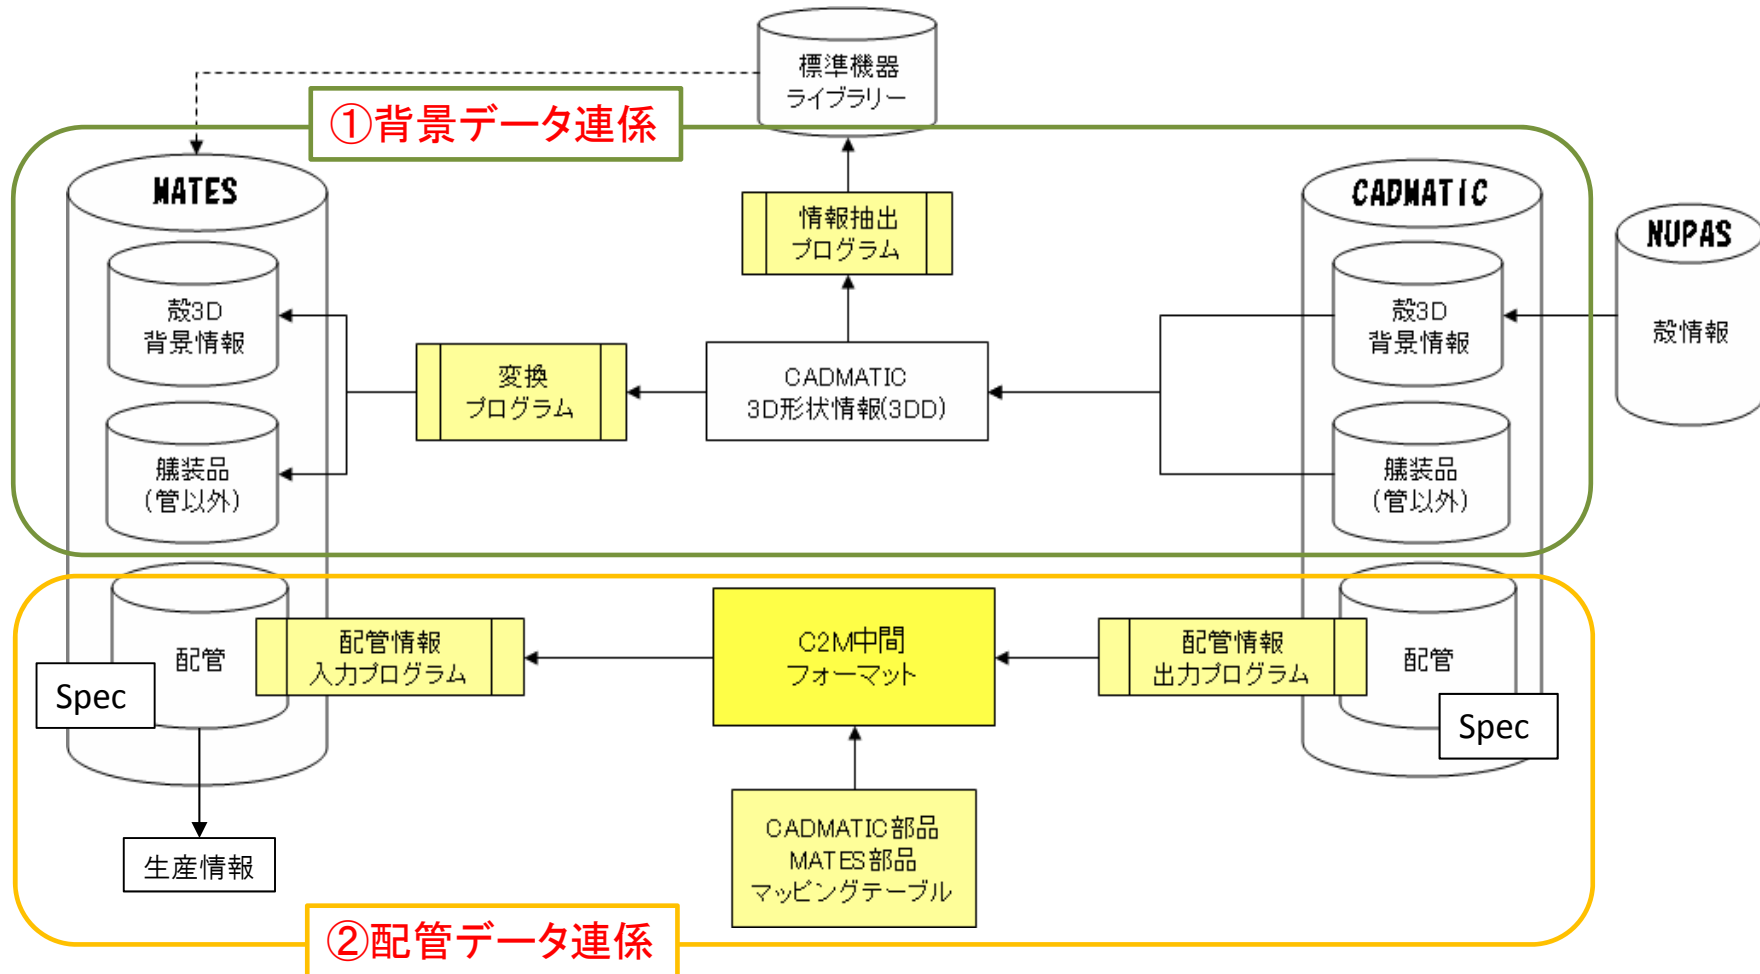 標準機器
ライブラリー
①背景データ連係
MATES
CADMATIC
NUPAS
情報抽出
プログラム
殻3D
背景情報
変換
プログラム
CADMATIC
3D形状情報(3DD)
殻3D
背景情報
殻情報
艤装品
(管以外)
艤装品
(管以外)
配管
Spec
配管情報
入力プログラム
C2M中間
フォーマット
配管情報
出力プログラム
配管
Spec
生産情報
CADMATIC部品
MATES部品
マッピングテーブル
②配管データ連係